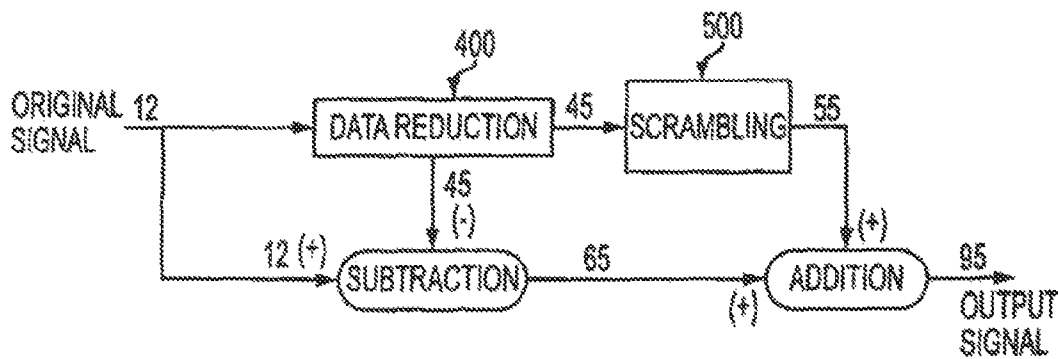 400
500
ORIGINAL
SIGNAL
12
DATA REDUCTION
45
SCRAMBLING
55
45
(-)
(+)
12 (+)
SUBTRACTION
65
(+)
ADDITION
95
OUTPUT
SIGNAL